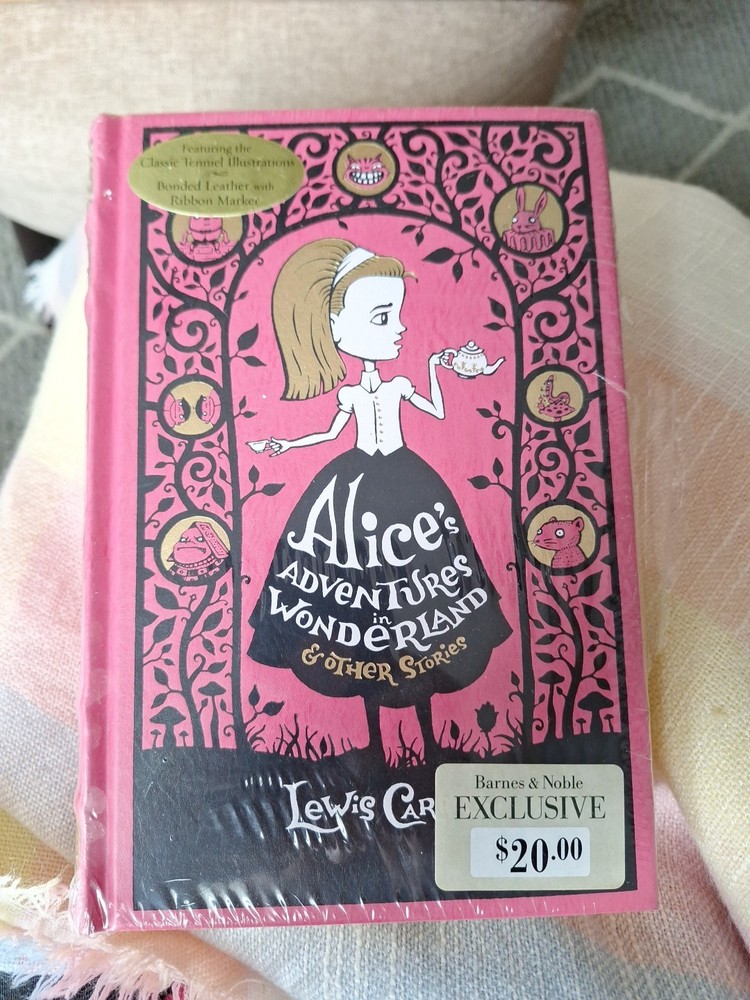 Featuring the
Classic Tenniel Illustrations
Bonded Leather with
Ribbon Marker
Alice's
ADVENTURES
in
WONDERLAND
& OTHER STORIES
LEWIS CAR
Barnes & Noble
EXCLUSIVE
$20.00